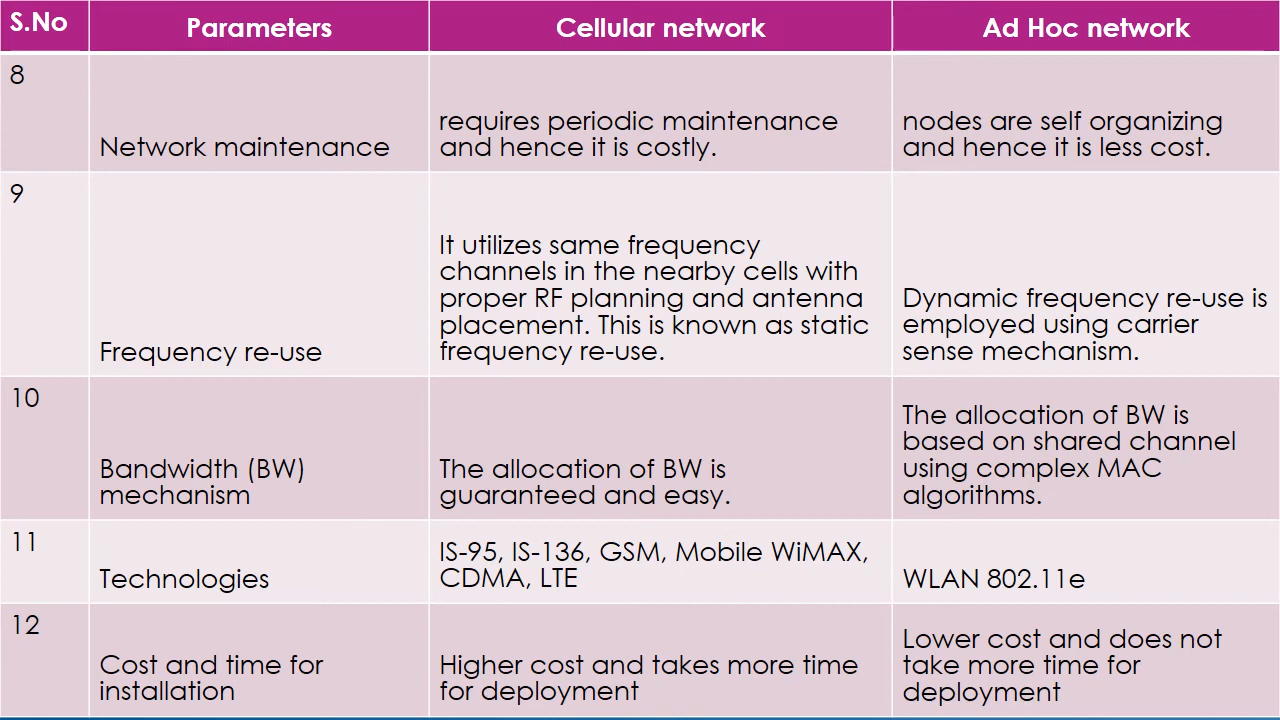 S.No
Parameters
Cellular network
Ad Hoc network
8
Network maintenance
requires periodic maintenance
and hence it is costly.
nodes are self organizing
and hence it is less cost.
9
Frequency re-use
It utilizes same frequency
channels in the nearby cells with
proper RF planning and antenna
placement. This is known as static
frequency re-use.
Dynamic frequency re-use is
employed using carrier
sense mechanism.
10
Bandwidth (BW)
mechanism
The allocation of BW is
guaranteed and easy.
The allocation of BW is
based on shared channel
using complex MAC
algorithms.
11
Technologies
IS-95, IS-136, GSM, Mobile WiMAX,
CDMA, LTE
WLAN 802.11e
12
Cost and time for
installation
Higher cost and takes more time
for deployment
Lower cost and does not
take more time for
deployment